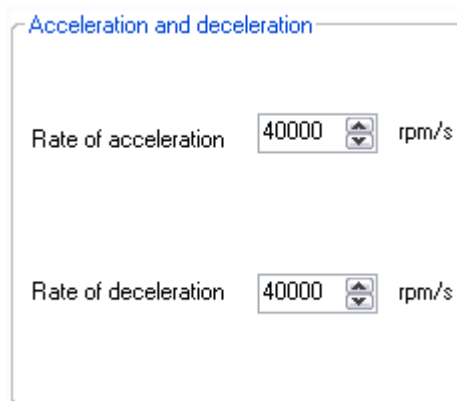 Acceleration and deceleration
Rate of acceleration 40000 rpm/s
Rate of deceleration 40000 rpm/s